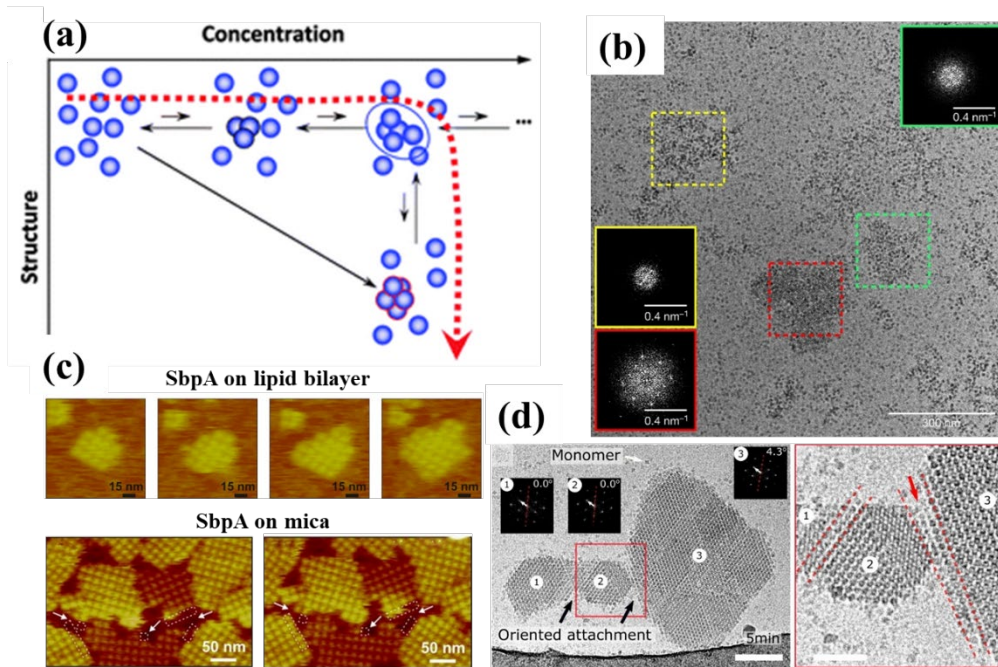 (a)
Concentration
Structure
...
(b)
0.4 nm⁻¹
0.4 nm⁻¹
0.4 nm⁻¹
300 nm
(c)
SbpA on lipid bilayer
15 nm
15 nm
15 nm
15 nm
SbpA on mica
50 nm
50 nm
(d)
Monomer
1
0.0°
2
0.0°
3
4.3°
1
2
3
Oriented attachment
5min
1
2
3